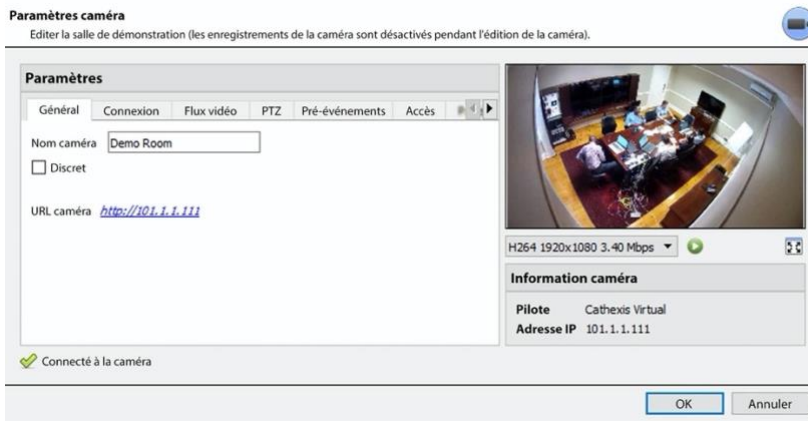 Paramètres caméra
Editer la salle de démonstration (les enregistrements de la caméra sont désactivés pendant l'édition de la caméra).
Paramètres
Général Connexion Flux vidéo PTZ Pré-événements Accès
Nom caméra Demo Room
Discret
URL caméra http://101.1.1.111
H264 1920x1080 3.40 Mbps
Information caméra
Pilote Cathexis Virtual
Adresse IP 101.1.1.111
Connecté à la caméra
OK Annuler